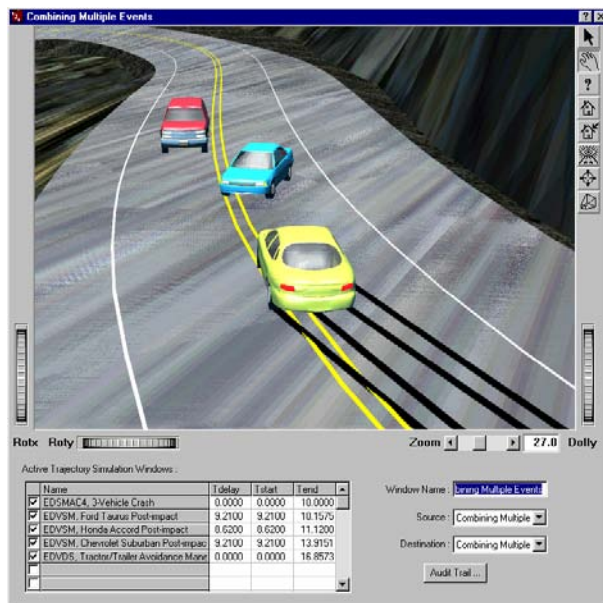 Combining Multiple Events
Rotx Roty Zoom 27.0 Dolly
Active Trajectory Simulation Windows :
Name Tdelay Tstart Tend
EDSMAC4, 3-Vehicle Crash 0.0000 0.0000 10.0000
EDVSM, Ford Taurus Post-impact 9.2100 9.2100 10.1575
EDVSM, Honda Accord Post-impact 8.6200 8.6200 11.1200
EDVSM, Chevrolet Suburban Post-impac 9.2100 9.2100 13.9151
EDVDS, Tractor/Trailer Avoidance Mane 0.0000 0.0000 16.8573
Window Name : bining Multiple Events
Source : Combining Multiple
Destination : Combining Multiple
Audit Trail ...